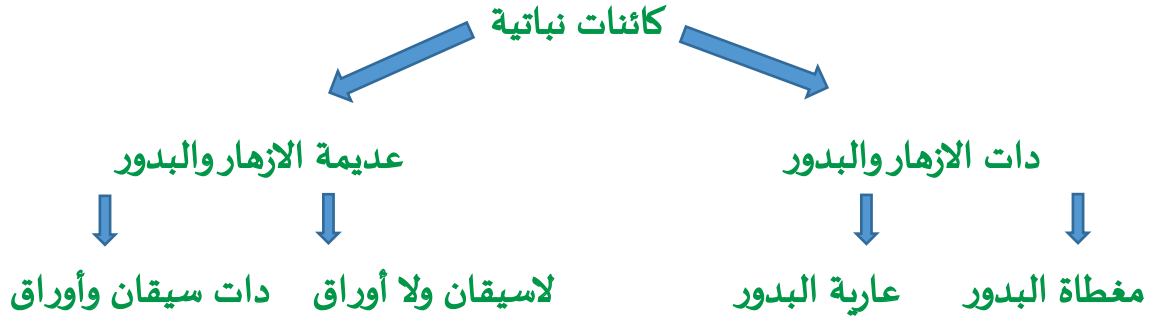 كائنات نباتية
دات الازهار والبدور
عديمة الازهار والبدور
مغطاة البدور
عارية البدور
لاسيقان ولا أوراق
دات سيقان وأوراق